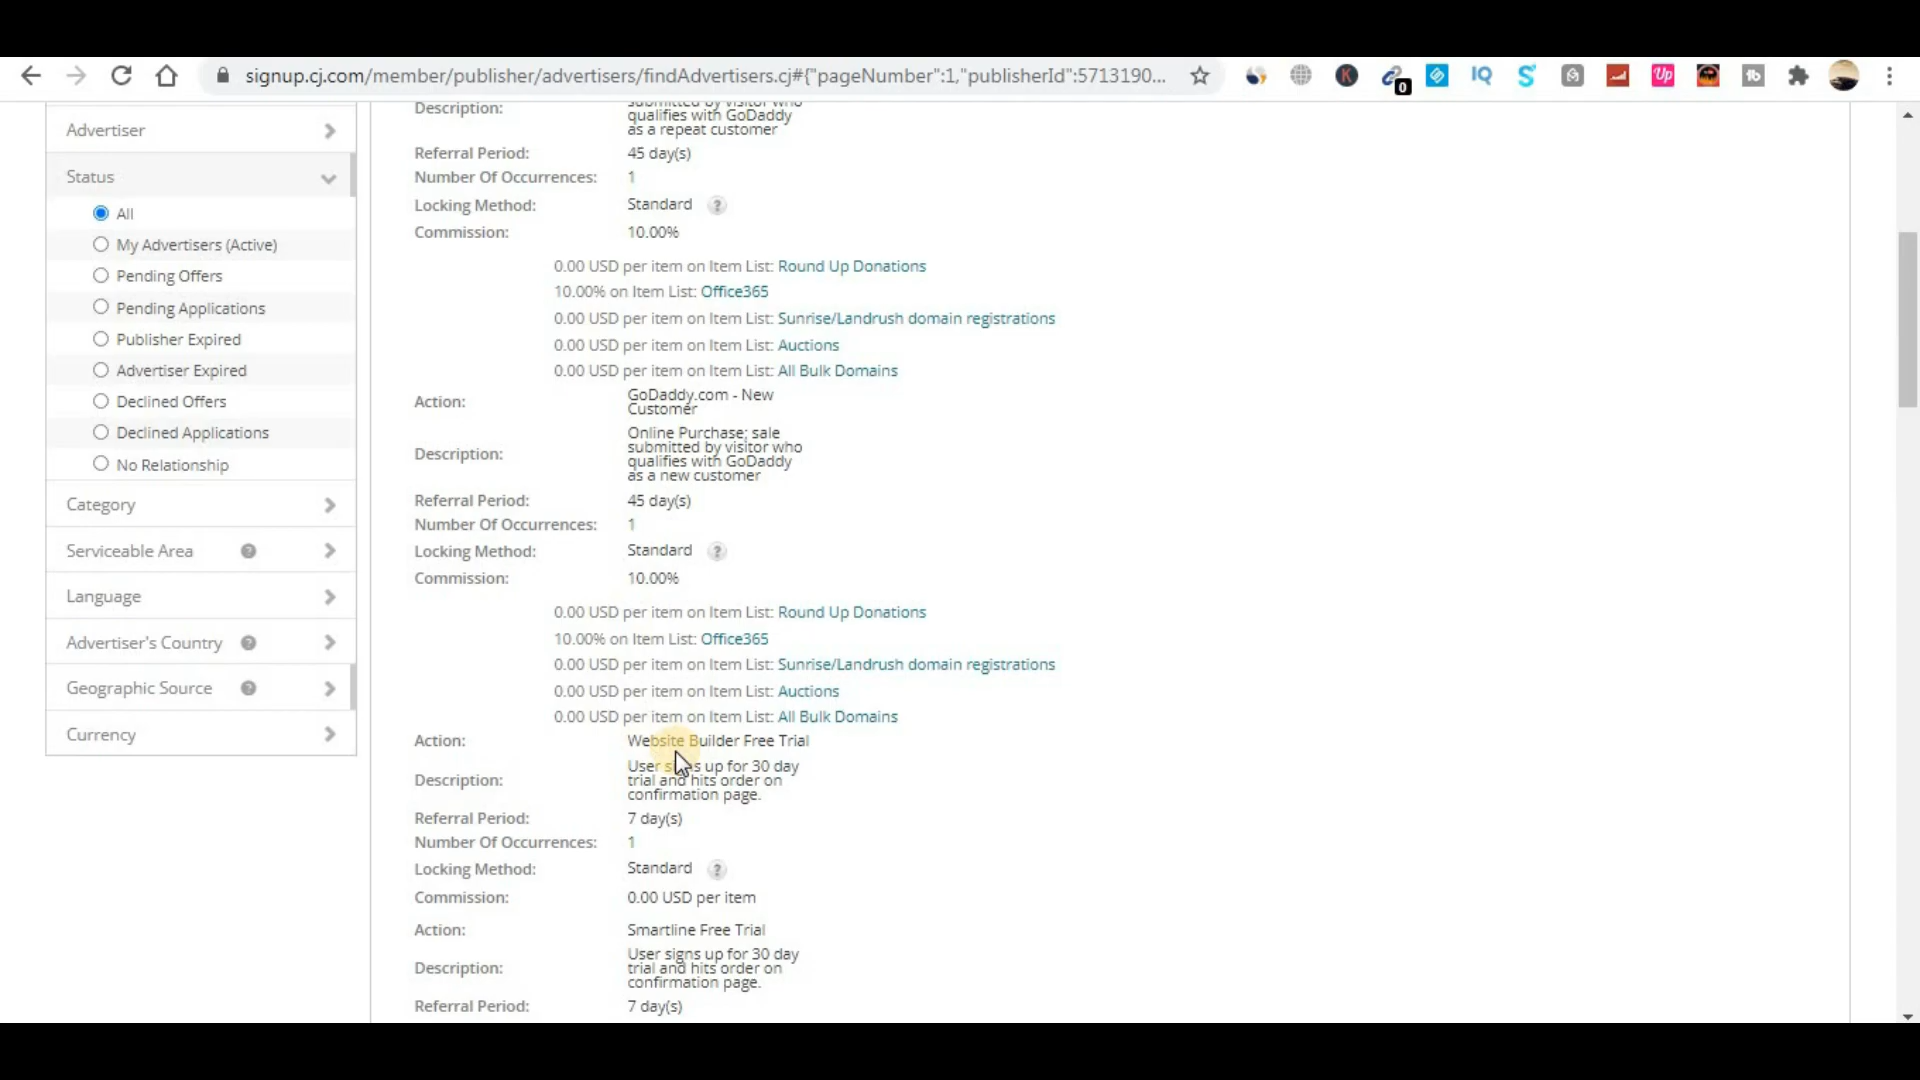 signup.cj.com/member/publisher/advertisers/findAdvertisers.cj#{"pageNumber":1,"publisherId":5713190...
0
K
IQ
S
Up
tb
Advertiser
Status
All
My Advertisers (Active)
Pending Offers
Pending Applications
Publisher Expired
Advertiser Expired
Declined Offers
Declined Applications
No Relationship
Category
Serviceable Area ?
Language
Advertiser's Country ?
Geographic Source ?
Currency
submitted by visitor who
Description: qualifies with GoDaddy
as a repeat customer
Referral Period: 45 day(s)
Number Of Occurrences: 1
Locking Method: Standard ?
Commission: 10.00%
0.00 USD per item on Item List: Round Up Donations
10.00% on Item List: Office365
0.00 USD per item on Item List: Sunrise/Landrush domain registrations
0.00 USD per item on Item List: Auctions
0.00 USD per item on Item List: All Bulk Domains
Action: GoDaddy.com - New
Customer
Online Purchase; sale
submitted by visitor who
Description: qualifies with GoDaddy
as a new customer
Referral Period: 45 day(s)
Number Of Occurrences: 1
Locking Method: Standard ?
Commission: 10.00%
0.00 USD per item on Item List: Round Up Donations
10.00% on Item List: Office365
0.00 USD per item on Item List: Sunrise/Landrush domain registrations
0.00 USD per item on Item List: Auctions
0.00 USD per item on Item List: All Bulk Domains
Action: Website Builder Free Trial
User signs up for 30 day
Description: trial and hits order on
confirmation page.
Referral Period: 7 day(s)
Number Of Occurrences: 1
Locking Method: Standard ?
Commission: 0.00 USD per item
Action: Smartline Free Trial
User signs up for 30 day
Description: trial and hits order on
confirmation page.
Referral Period: 7 day(s)